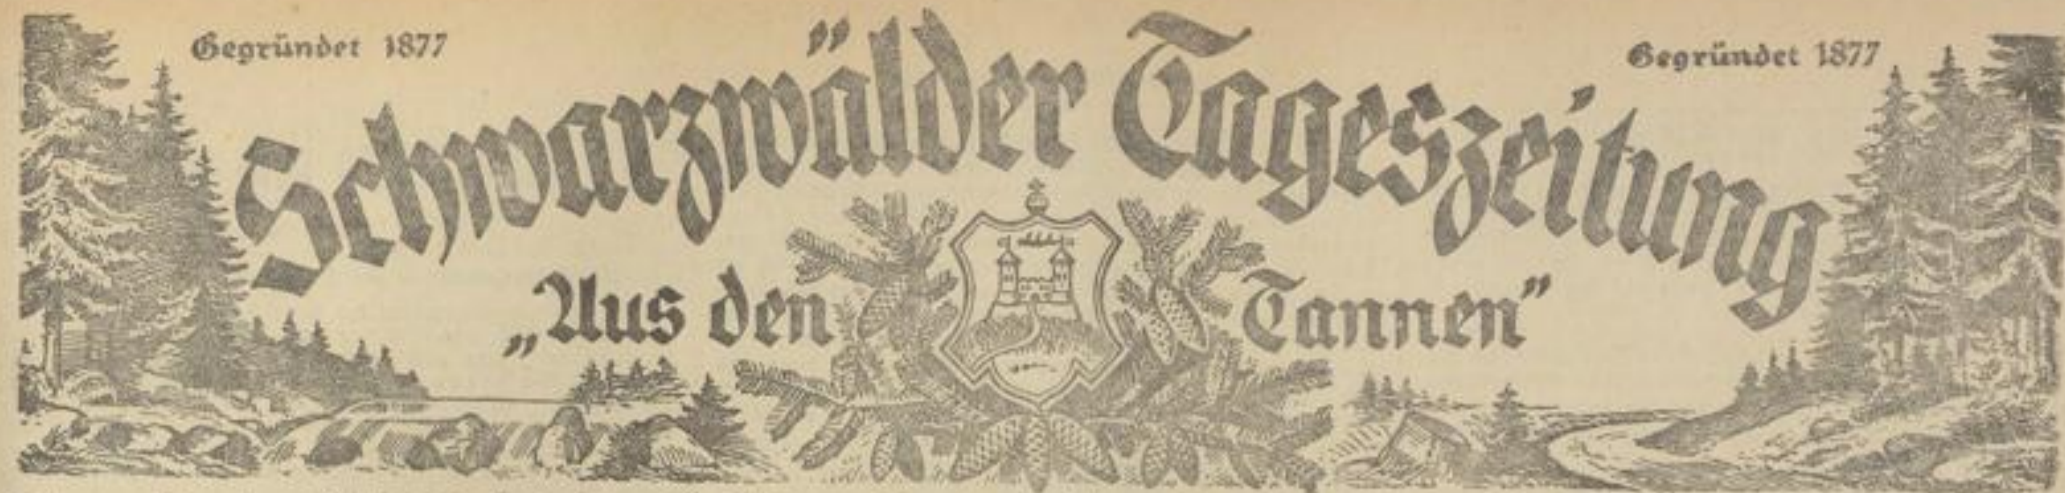 Gegründet 1877
Gegründet 1877
Schwarzwälder Tageszeitung
„Aus den Tannen"